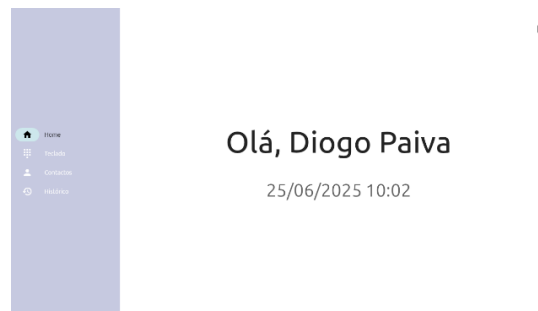 Home
Teclado
Contactos
Histórico
Olá, Diogo Paiva
25/06/2025 10:02